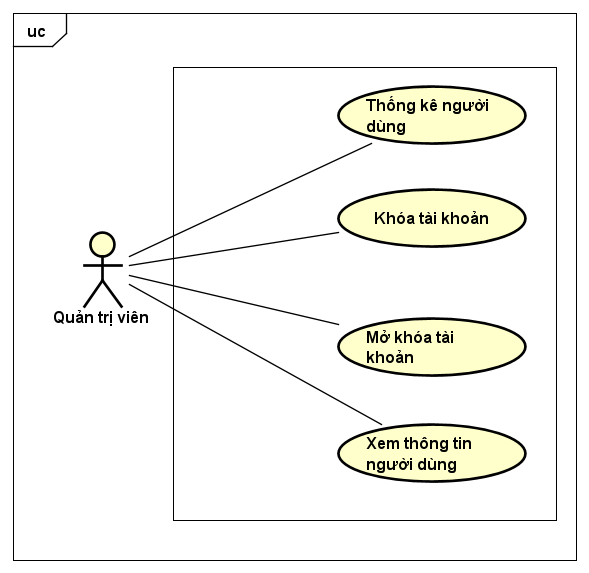 uc
Thống kê người
dùng
Khóa tài khoản
Quản trị viên
Mở khóa tài
khoản
Xem thông tin
người dùng